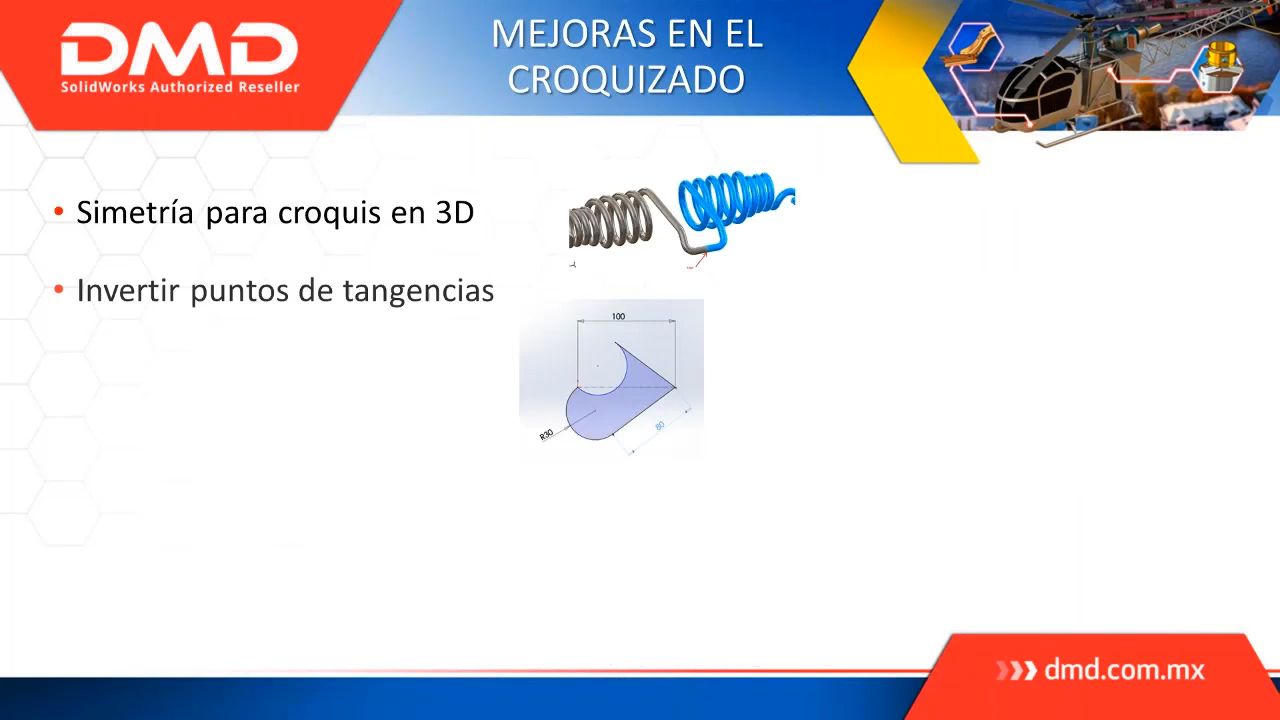 DMD
SolidWorks Authorized Reseller
MEJORAS EN EL
CROQUIZADO
• Simetría para croquis en 3D
• Invertir puntos de tangencias
100
R30
80
dmd.com.mx